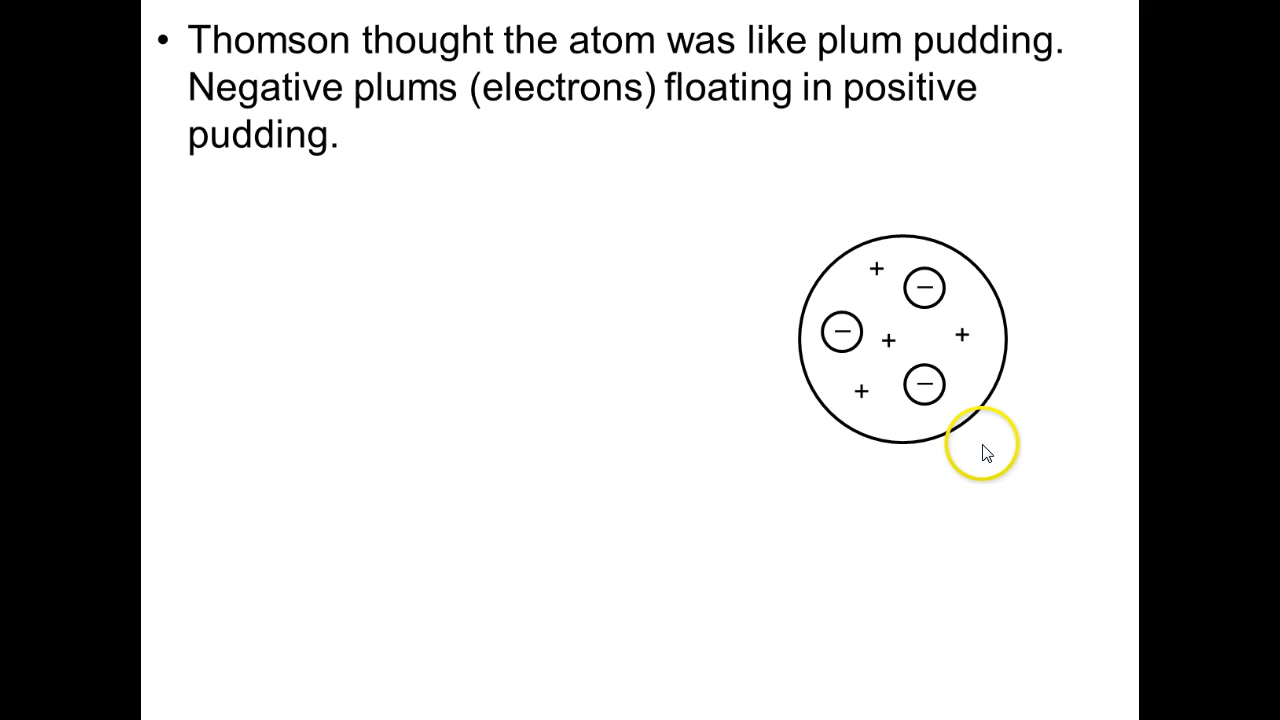 • Thomson thought the atom was like plum pudding.
Negative plums (electrons) floating in positive
pudding.
+ −
− + +
+ −